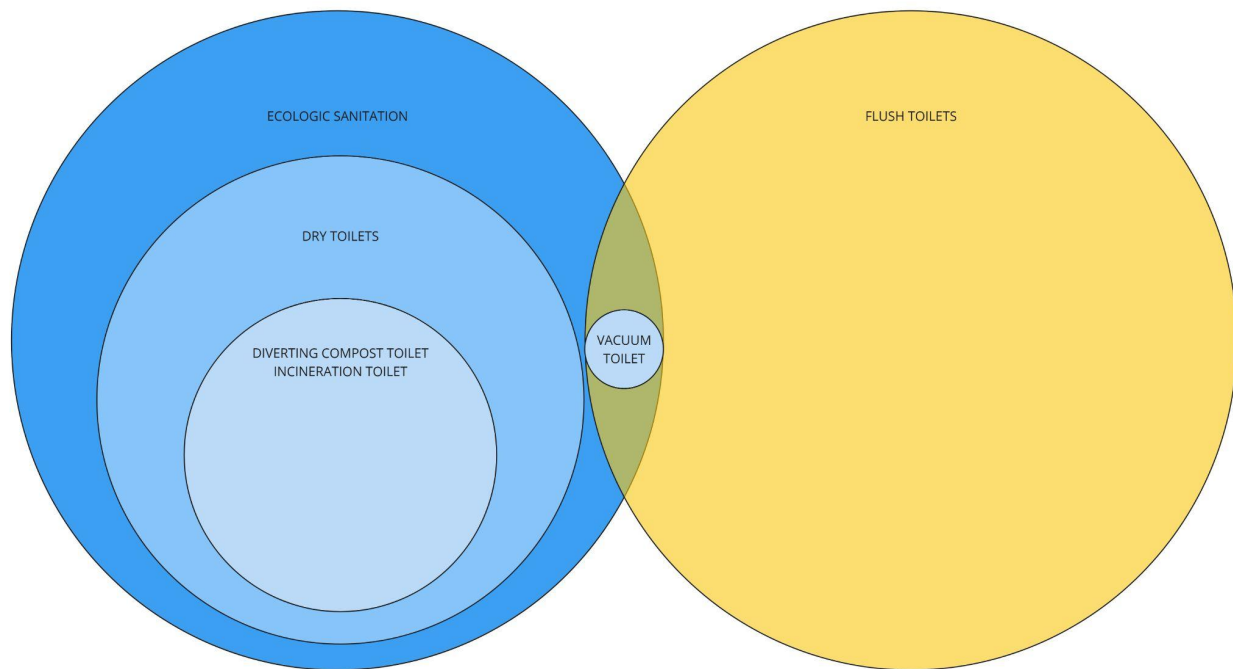 ECOLOGIC SANITATION
FLUSH TOILETS
DRY TOILETS
DIVERTING COMPOST TOILET
INCINERATION TOILET
VACUUM
TOILET